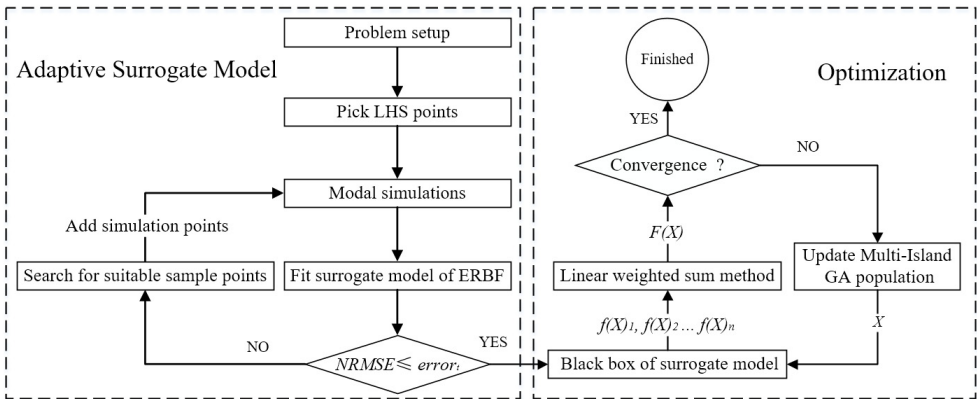 Adaptive Surrogate Model
Problem setup
Pick LHS points
Modal simulations
Add simulation points
Search for suitable sample points
Fit surrogate model of ERBF
NO
NRMSE≤ errorₜ
YES
Optimization
Finished
YES
NO
Convergence ?
F(X)
Update Multi-Island
GA population
Linear weighted sum method
f(X)₁, f(X)₂ ... f(X)ₙ
X
Black box of surrogate model